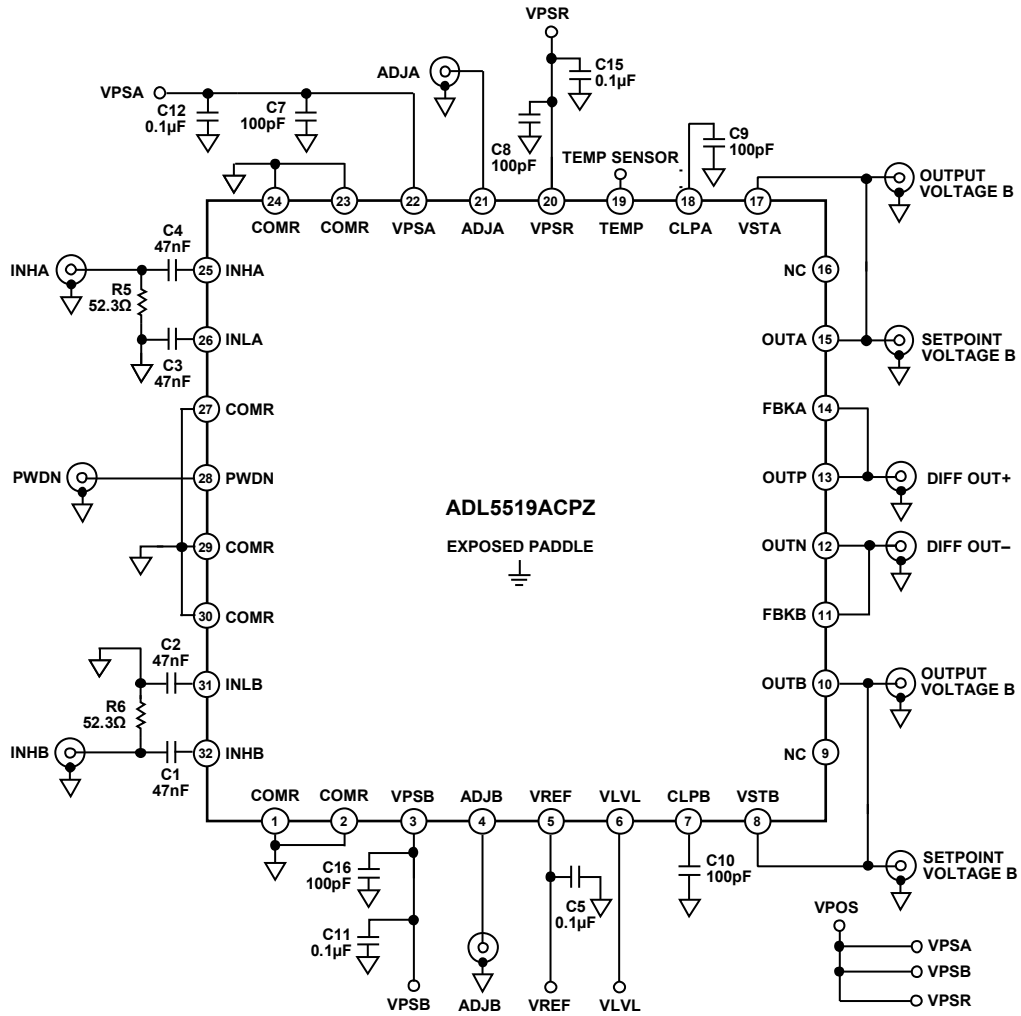 VPSR
C15
0.1µF
ADJA
VPSA
C12
0.1µF
C7
100pF
C8
100pF
TEMP SENSOR
C9
100pF
24
23
22
21
20
19
18
17
COMR
COMR
VPSA
ADJA
VPSR
TEMP
CLPA
VSTA
OUTPUT
VOLTAGE B
C4
47nF
INHA
25
INHA
NC
16
R5
52.3Ω
26
INLA
OUTA
15
SETPOINT
VOLTAGE B
C3
47nF
27
COMR
FBKA
14
PWDN
28
PWDN
OUTP
13
DIFF OUT+
ADL5519ACPZ
EXPOSED PADDLE
29
COMR
OUTN
12
DIFF OUT–
30
COMR
FBKB
11
C2
47nF
31
INLB
OUTB
10
OUTPUT
VOLTAGE B
R6
52.3Ω
INHB
32
INHB
NC
9
C1
47nF
COMR
COMR
VPSB
ADJB
VREF
VLVL
CLPB
VSTB
1
2
3
4
5
6
7
8
C16
100pF
C11
0.1µF
C5
0.1µF
C10
100pF
SETPOINT
VOLTAGE B
VPSB
ADJB
VREF
VLVL
VPOS
VPSA
VPSB
VPSR